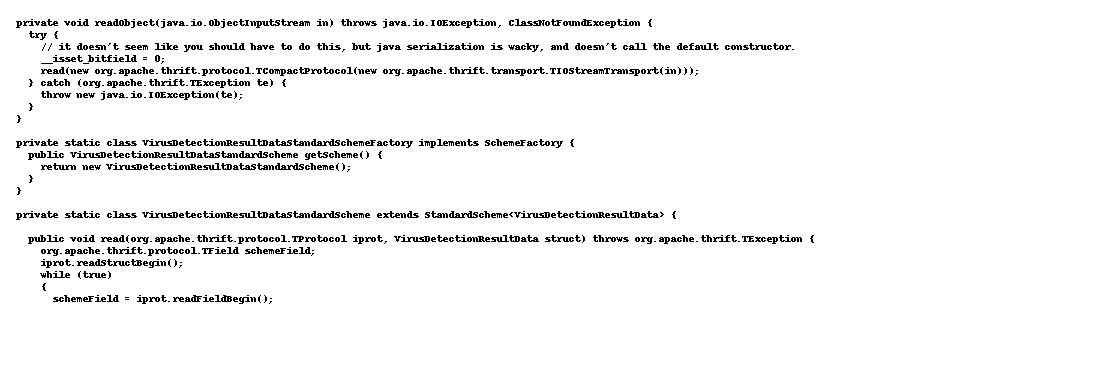 private void readObject(java.io.ObjectInputStream in) throws java.io.IOException, ClassNotFoundException {
try {
// it doesn't seem like you should have to do this, but java serialization is wacky, and doesn't call the default constructor.
__isset_bitfield = 0;
read(new org.apache.thrift.protocol.TCompactProtocol(new org.apache.thrift.transport.TIOStreamTransport(in)));
} catch (org.apache.thrift.TException te) {
throw new java.io.IOException(te);
}
}
private static class VirusDetectionResultDataStandardSchemeFactory implements SchemeFactory {
public VirusDetectionResultDataStandardScheme getScheme() {
return new VirusDetectionResultDataStandardScheme();
}
}
private static class VirusDetectionResultDataStandardScheme extends StandardScheme<VirusDetectionResultData> {
public void read(org.apache.thrift.protocol.TProtocol iprot, VirusDetectionResultData struct) throws org.apache.thrift.TException {
org.apache.thrift.protocol.TField schemeField;
iprot.readStructBegin();
while (true)
{
schemeField = iprot.readFieldBegin();